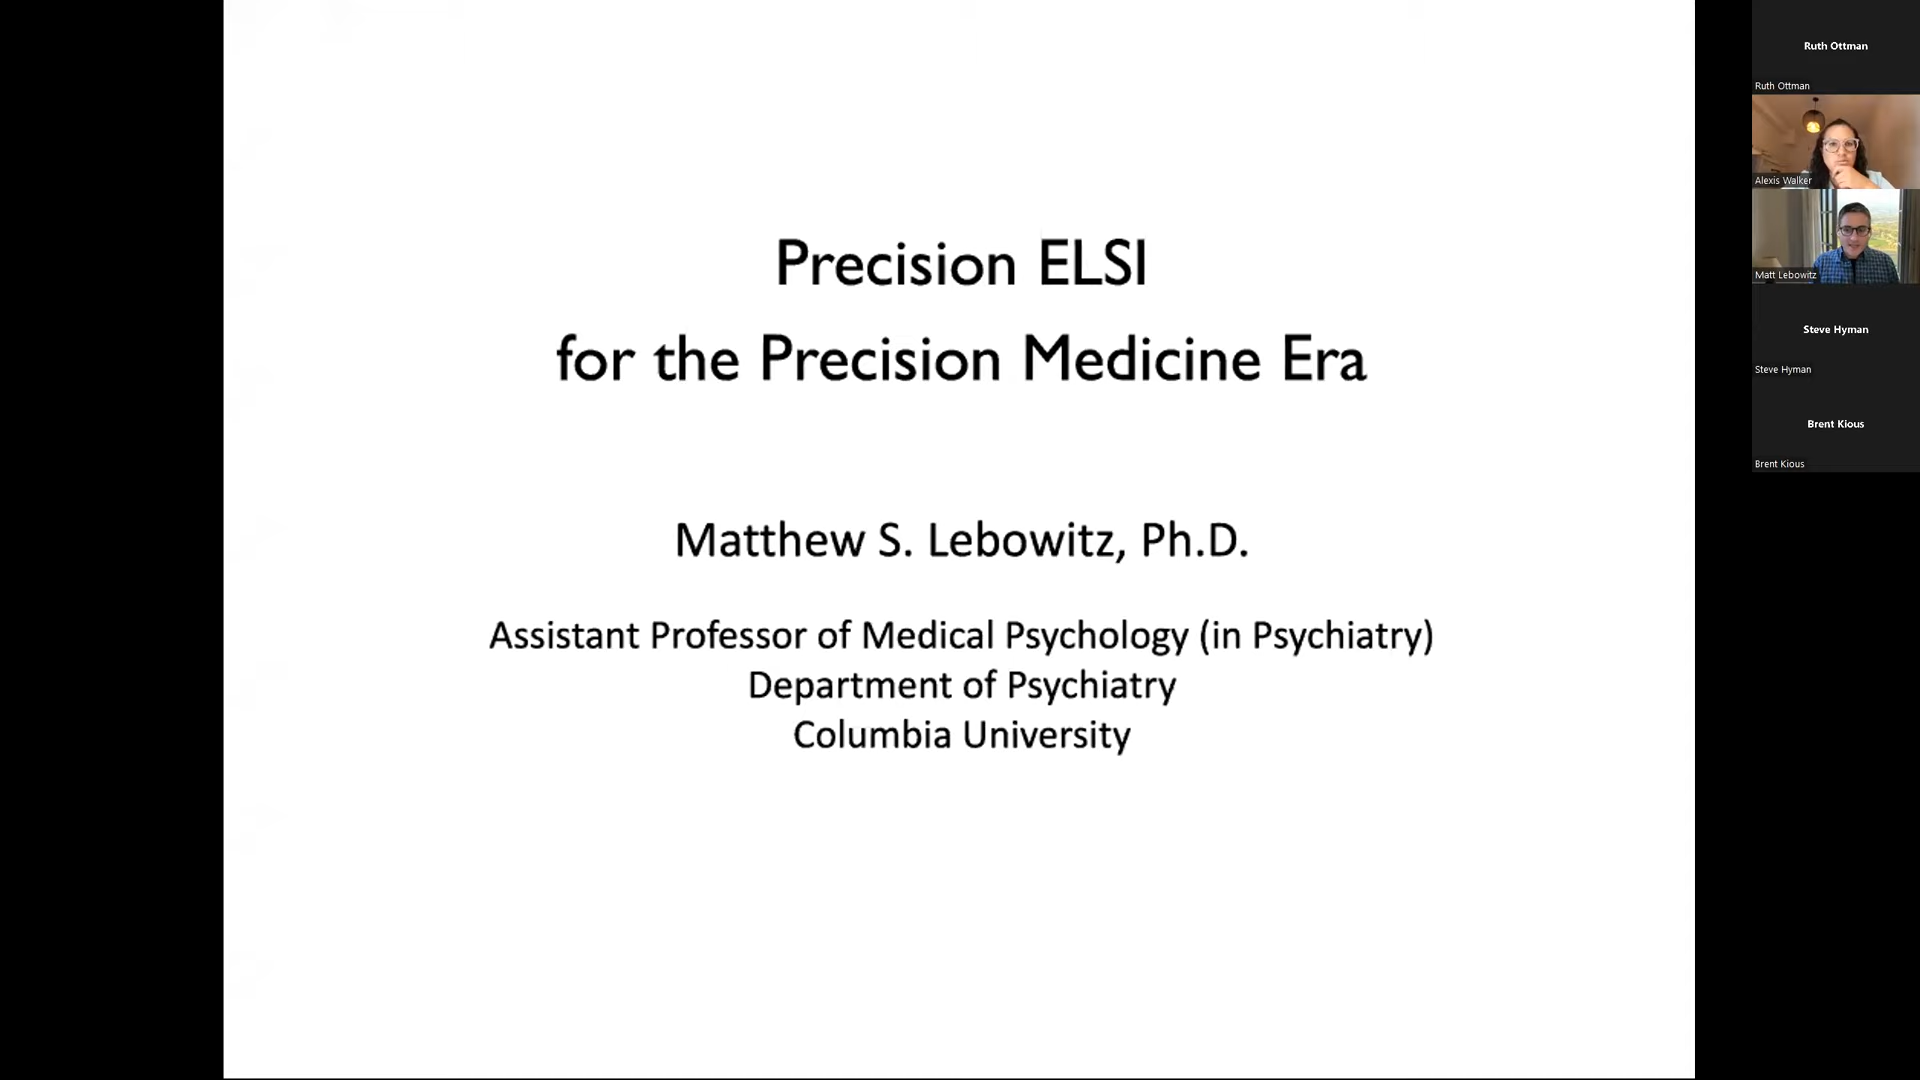 Precision ELSI
for the Precision Medicine Era
Matthew S. Lebowitz, Ph.D.
Assistant Professor of Medical Psychology (in Psychiatry)
Department of Psychiatry
Columbia University
Ruth Ottman
Ruth Ottman
Alexis Walker
Matt Lebowitz
Steve Hyman
Steve Hyman
Brent Kious
Brent Kious